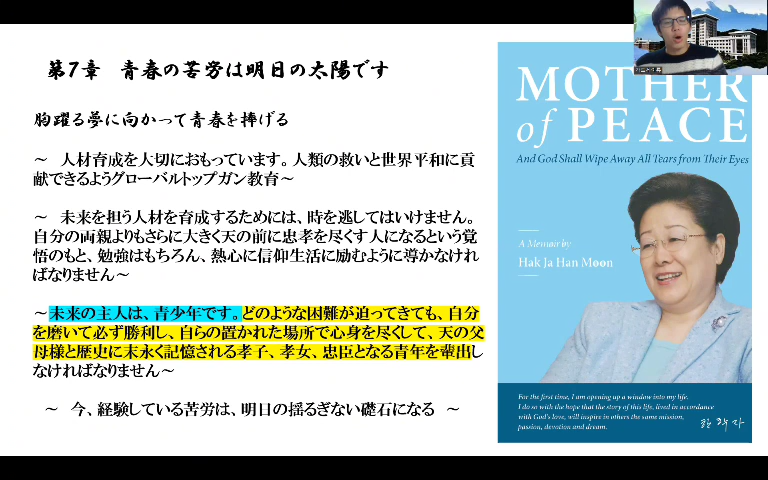 第7章　青春の苦労は明日の太陽です
胸躍る夢に向かって青春を捧げる
～　人材育成を大切におもっています。人類の救いと世界平和に貢
献できるようグローバルトップガン教育～
～　未来を担う人材を育成するためには、時を逃してはいけません。
自分の両親よりもさらに大きく天の前に忠孝を尽くす人になるという覚
悟のもと、勉強はもちろん、熱心に信仰生活に励むように導かなけれ
ばなりません～
～未来の主人は、青少年です。どのような困難が迫ってきても、自分
を磨いて必ず勝利し、自らの置かれた場所で心身を尽くして、天の父
母様と歴史に末永く記憶される孝子、孝女、忠臣となる青年を輩出し
なければなりません～
～　今、経験している苦労は、明日の揺るぎない礎石になる　～
MOTHER
of PEACE
And God Shall Wipe Away All Tears from Their Eyes
A Memoir by
Hak Ja Han Moon
For the first time, I am opening up a window into my life.
I do so with the hope that the story of this life, lived in accordance
with God's love, will inspire in others the same mission,
passion, devotion and dream.
한학자